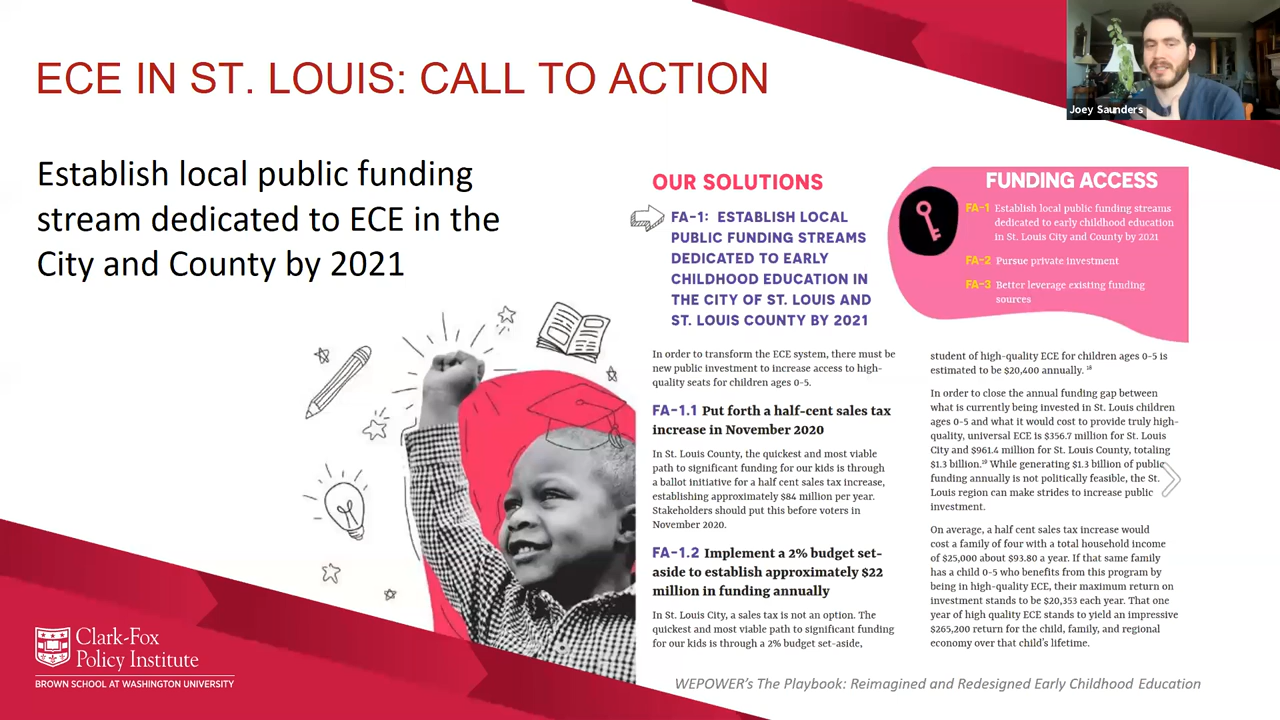 ECE IN ST. LOUIS: CALL TO ACTION
Joey Saunders
Establish local public funding
stream dedicated to ECE in the
City and County by 2021
OUR SOLUTIONS
FA-1: ESTABLISH LOCAL
PUBLIC FUNDING STREAMS
DEDICATED TO EARLY
CHILDHOOD EDUCATION IN
THE CITY OF ST. LOUIS AND
ST. LOUIS COUNTY BY 2021
In order to transform the ECE system, there must be
new public investment to increase access to high-
quality seats for children ages 0-5.
FA-1.1 Put forth a half-cent sales tax
increase in November 2020
In St. Louis County, the quickest and most viable
path to significant funding for our kids is through
a ballot initiative for a half cent sales tax increase,
establishing approximately $84 million per year.
Stakeholders should put this before voters in
November 2020.
FA-1.2 Implement a 2% budget set-
aside to establish approximately $22
million in funding annually
In St. Louis City, a sales tax is not an option. The
quickest and most viable path to significant funding
for our kids is through a 2% budget set-aside,
FUNDING ACCESS
FA-1 Establish local public funding streams
dedicated to early childhood education
in St. Louis City and County by 2021
FA-2 Pursue private investment
FA-3 Better leverage existing funding
sources
student of high-quality ECE for children ages 0-5 is
estimated to be $20,400 annually. 18
In order to close the annual funding gap between
what is currently being invested in St. Louis children
ages 0-5 and what it would cost to provide truly high-
quality, universal ECE is $356.7 million for St. Louis
City and $961.4 million for St. Louis County, totaling
$1.3 billion.19 While generating $1.3 billion of public
funding annually is not politically feasible, the St.
Louis region can make strides to increase public
investment.
On average, a half cent sales tax increase would
cost a family of four with a total household income
of $25,000 about $93.80 a year. If that same family
has a child 0-5 who benefits from this program by
being in high-quality ECE, their maximum return on
investment stands to be $20,353 each year. That one
year of high quality ECE stands to yield an impressive
$265,200 return for the child, family, and regional
economy over that child's lifetime.
Clark-Fox
Policy Institute
BROWN SCHOOL AT WASHINGTON UNIVERSITY
WEPOWER's The Playbook: Reimagined and Redesigned Early Childhood Education